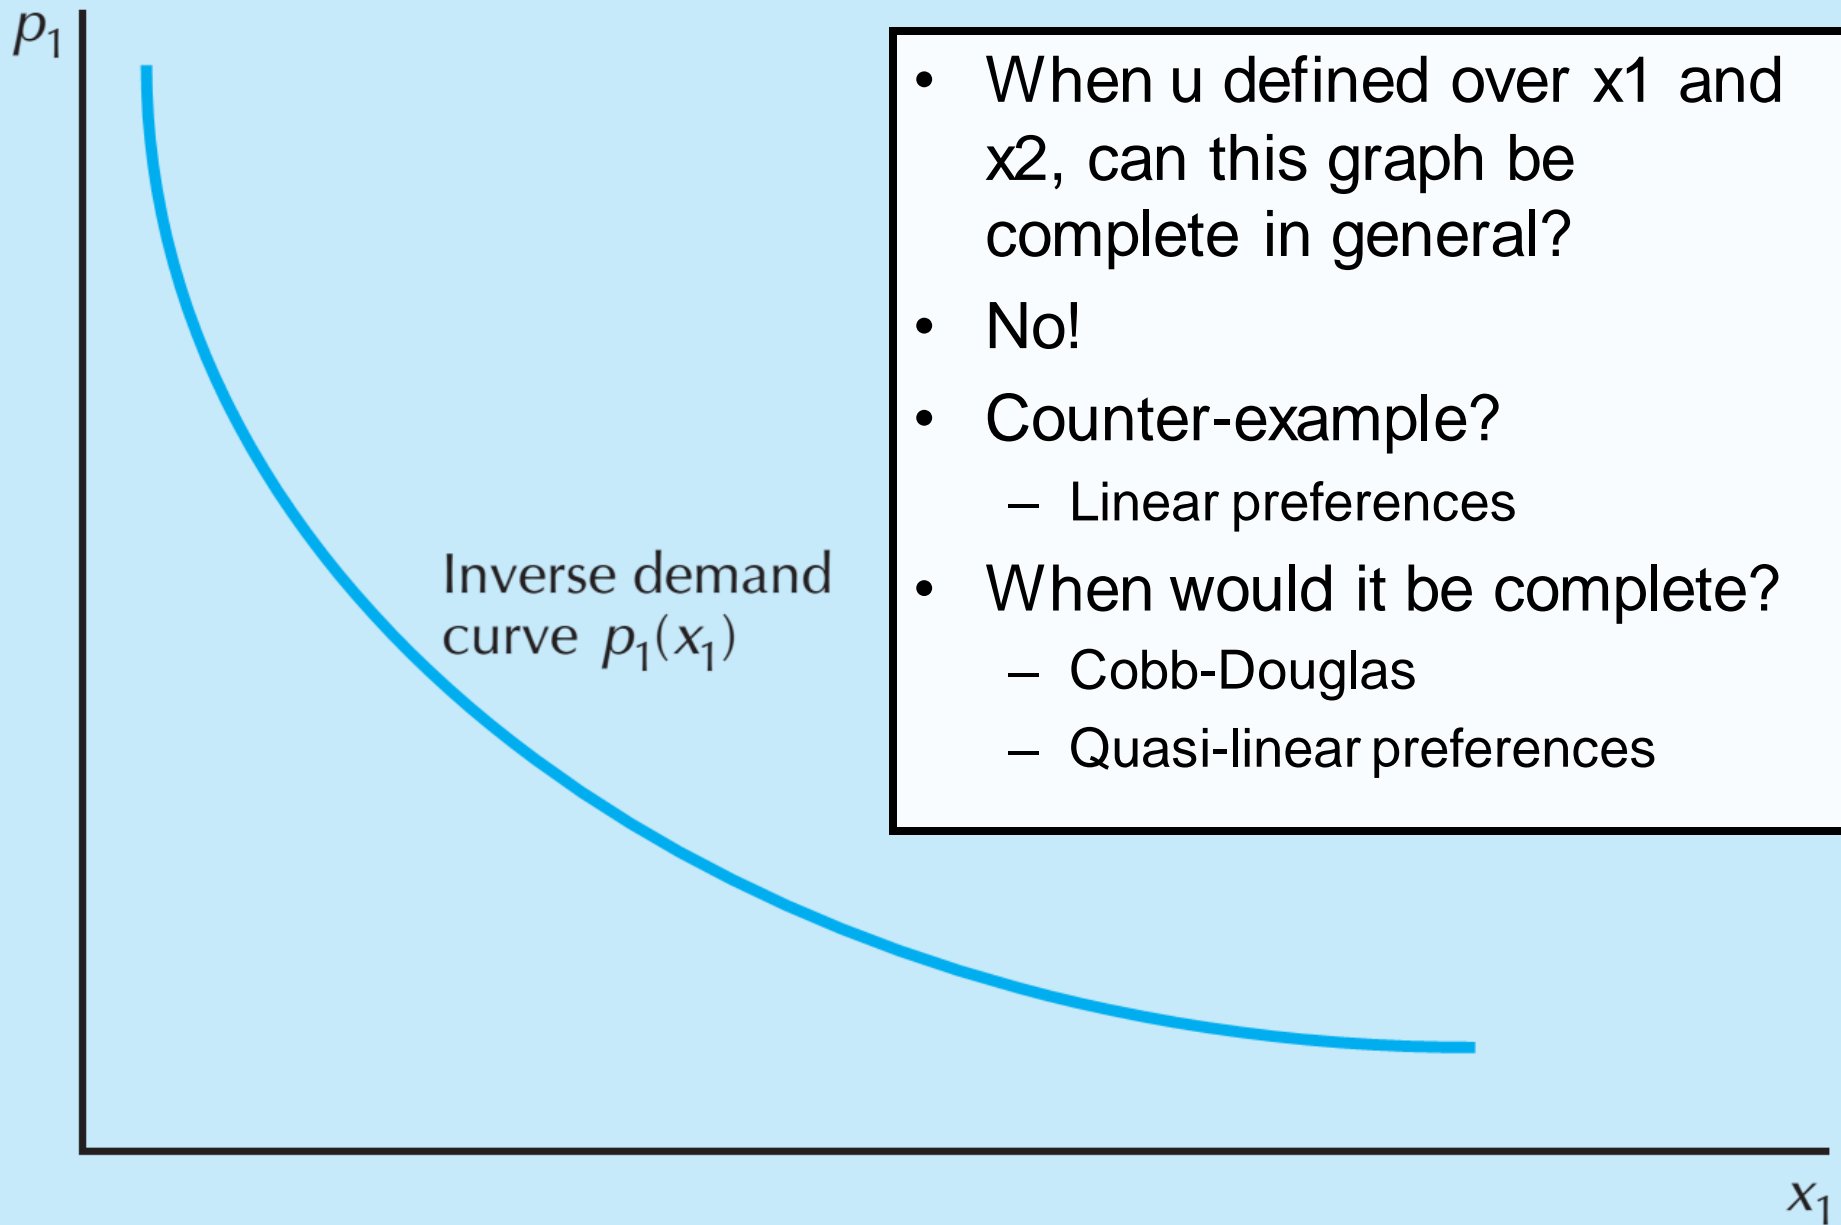 p₁
• When u defined over x1 and
x2, can this graph be
complete in general?
• No!
• Counter-example?
– Linear preferences
• When would it be complete?
– Cobb-Douglas
– Quasi-linear preferences
Inverse demand
curve p₁(x₁)
x₁